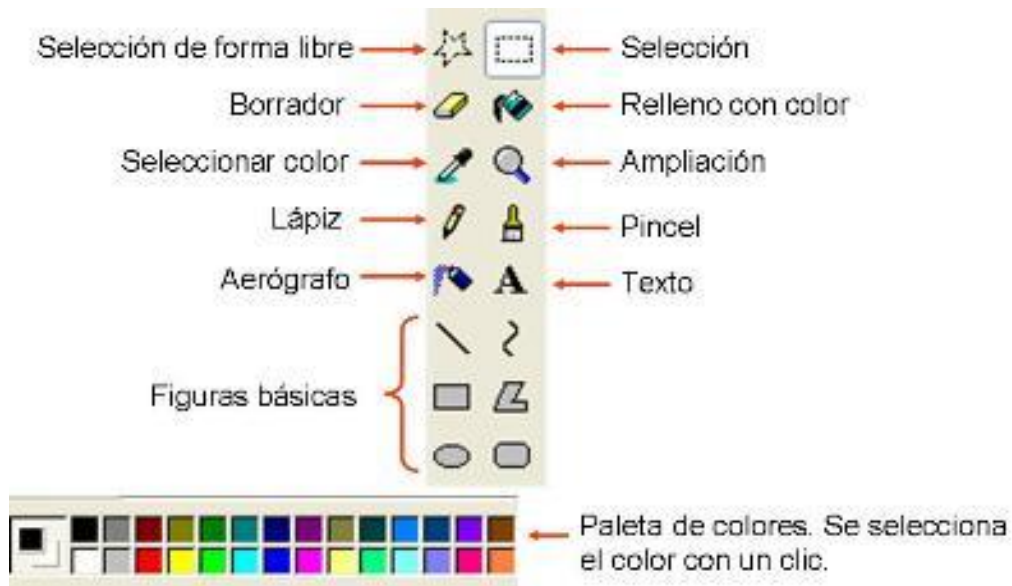 Selección de forma libre
Selección
Borrador
Relleno con color
Seleccionar color
Ampliación
Lápiz
Pincel
Aerógrafo
A
Texto
Figuras básicas
Paleta de colores. Se selecciona
el color con un clic.